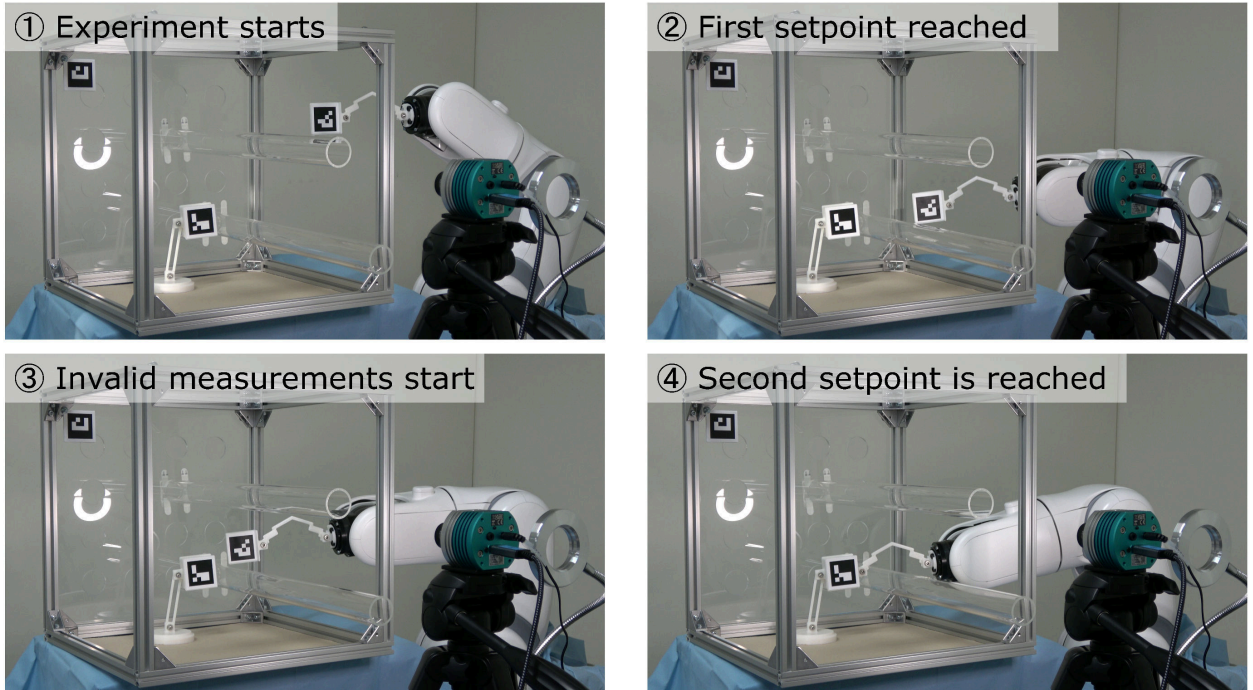 ① Experiment starts
② First setpoint reached
③ Invalid measurements start
④ Second setpoint is reached